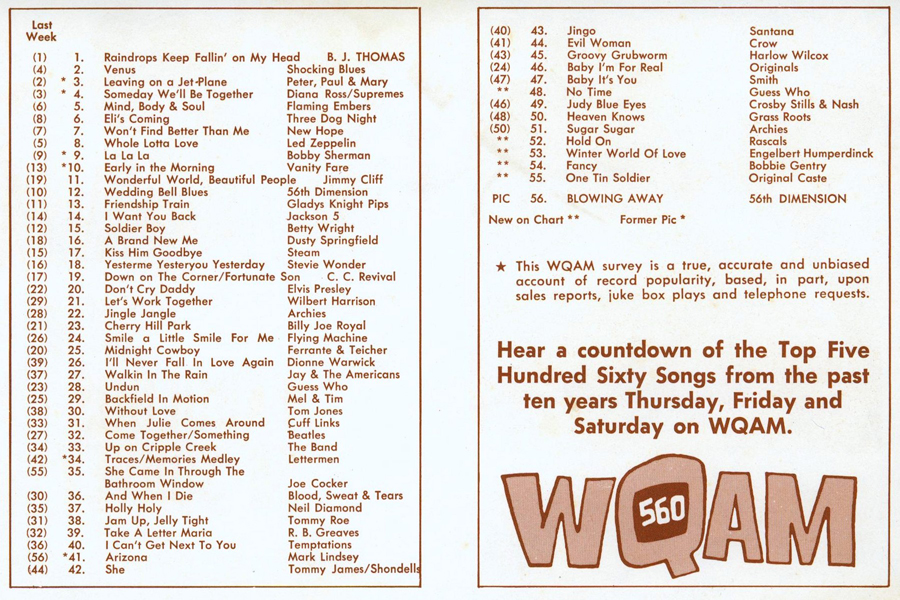 Last
Week
(1) 1. Raindrops Keep Fallin' on My Head B. J. THOMAS
(4) 2. Venus Shocking Blues
(2) * 3. Leaving on a Jet-Plane Peter, Paul & Mary
(3) * 4. Someday We'll Be Together Diana Ross/Supremes
(6) 5. Mind, Body & Soul Flaming Embers
(8) 6. Eli's Coming Three Dog Night
(7) 7. Won't Find Better Than Me New Hope
(5) 8. Whole Lotta Love Led Zeppelin
(9) * 9. La La La Bobby Sherman
(13) *10. Early in the Morning Vanity Fare
(19) 11. Wonderful World, Beautiful People Jimmy Cliff
(10) 12. Wedding Bell Blues 56th Dimension
(11) 13. Friendship Train Gladys Knight Pips
(14) 14. I Want You Back Jackson 5
(12) 15. Soldier Boy Betty Wright
(18) 16. A Brand New Me Dusty Springfield
(15) 17. Kiss Him Goodbye Steam
(16) 18. Yesterme Yesteryou Yesterday Stevie Wonder
(17) 19. Down on The Corner/Fortunate Son C. C. Revival
(22) 20. Don't Cry Daddy Elvis Presley
(29) 21. Let's Work Together Wilbert Harrison
(28) 22. Jingle Jangle Archies
(21) 23. Cherry Hill Park Billy Joe Royal
(26) 24. Smile a Little Smile For Me Flying Machine
(20) 25. Midnight Cowboy Ferrante & Teicher
(39) 26. I'll Never Fall In Love Again Dionne Warwick
(37) 27. Walkin In The Rain Jay & The Americans
(23) 28. Undun Guess Who
(25) 29. Backfield In Motion Mel & Tim
(38) 30. Without Love Tom Jones
(33) 31. When Julie Comes Around Cuff Links
(27) 32. Come Together/Something Beatles
(34) 33. Up on Cripple Creek The Band
(42) *34. Traces/Memories Medley Lettermen
(55) 35. She Came In Through The
Bathroom Window Joe Cocker
(30) 36. And When I Die Blood, Sweat & Tears
(35) 37. Holly Holy Neil Diamond
(31) 38. Jam Up, Jelly Tight Tommy Roe
(32) 39. Take A Letter Maria R. B. Greaves
(36) 40. I Can't Get Next To You Temptations
(56) *41. Arizona Mark Lindsey
(44) 42. She Tommy James/Shondells
(40) 43. Jingo Santana
(41) 44. Evil Woman Crow
(43) 45. Groovy Grubworm Harlow Wilcox
(24) 46. Baby I'm For Real Originals
(47) 47. Baby It's You Smith
** 48. No Time Guess Who
(46) 49. Judy Blue Eyes Crosby Stills & Nash
(48) 50. Heaven Knows Grass Roots
(50) 51. Sugar Sugar Archies
** 52. Hold On Rascals
** 53. Winter World Of Love Engelbert Humperdinck
** 54. Fancy Bobbie Gentry
** 55. One Tin Soldier Original Caste
PIC 56. BLOWING AWAY 56th DIMENSION
New on Chart ** Former Pic *
★ This WQAM survey is a true, accurate and unbiased
account of record popularity, based, in part, upon
sales reports, juke box plays and telephone requests.
Hear a countdown of the Top Five
Hundred Sixty Songs from the past
ten years Thursday, Friday and
Saturday on WQAM.
WQAM
560